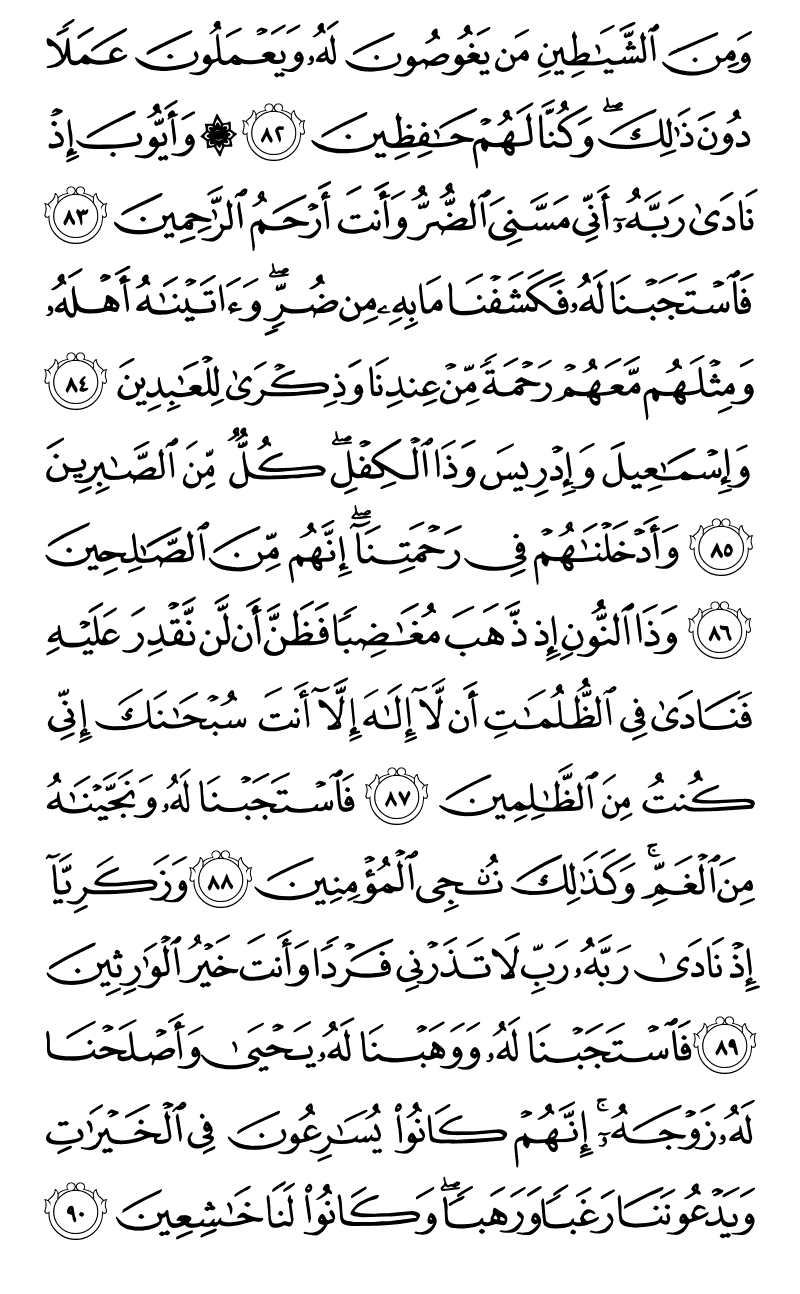 وَمِنَ ٱلشَّيَـٰطِينِ مَن يَغُوصُونَ لَهُۥ وَيَعْمَلُونَ عَمَلًا
دُونَ ذَٰلِكَ ۖ وَكُنَّا لَهُمْ حَـٰفِظِينَ ٨٢ ۞ وَأَيُّوبَ إِذْ
نَادَىٰ رَبَّهُۥٓ أَنِّى مَسَّنِىَ ٱلضُّرُّ وَأَنتَ أَرْحَمُ ٱلرَّٰحِمِينَ ٨٣
فَٱسْتَجَبْنَا لَهُۥ فَكَشَفْنَا مَا بِهِۦ مِن ضُرٍّ ۖ وَءَاتَيْنَـٰهُ أَهْلَهُۥ
وَمِثْلَهُم مَّعَهُمْ رَحْمَةً مِّنْ عِندِنَا وَذِكْرَىٰ لِلْعَـٰبِدِينَ ٨٤
وَإِسْمَـٰعِيلَ وَإِدْرِيسَ وَذَا ٱلْكِفْلِ ۖ كُلٌّ مِّنَ ٱلصَّـٰبِرِينَ
٨٥ وَأَدْخَلْنَـٰهُمْ فِى رَحْمَتِنَآ ۖ إِنَّهُم مِّنَ ٱلصَّـٰلِحِينَ
٨٦ وَذَا ٱلنُّونِ إِذ ذَّهَبَ مُغَـٰضِبًا فَظَنَّ أَن لَّن نَّقْدِرَ عَلَيْهِ
فَنَادَىٰ فِى ٱلظُّلُمَـٰتِ أَن لَّآ إِلَـٰهَ إِلَّآ أَنتَ سُبْحَـٰنَكَ إِنِّى
كُنتُ مِنَ ٱلظَّـٰلِمِينَ ٨٧ فَٱسْتَجَبْنَا لَهُۥ وَنَجَّيْنَـٰهُ
مِنَ ٱلْغَمِّ ۚ وَكَذَٰلِكَ نُـۨجِى ٱلْمُؤْمِنِينَ ٨٨ وَزَكَرِيَّآ
إِذْ نَادَىٰ رَبَّهُۥ رَبِّ لَا تَذَرْنِى فَرْدًا وَأَنتَ خَيْرُ ٱلْوَٰرِثِينَ
٨٩ فَٱسْتَجَبْنَا لَهُۥ وَوَهَبْنَا لَهُۥ يَحْيَىٰ وَأَصْلَحْنَا
لَهُۥ زَوْجَهُۥٓ ۚ إِنَّهُمْ كَانُوا۟ يُسَـٰرِعُونَ فِى ٱلْخَيْرَٰتِ
وَيَدْعُونَنَا رَغَبًا وَرَهَبًا ۖ وَكَانُوا۟ لَنَا خَـٰشِعِينَ ٩٠